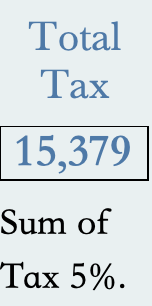 Total
Tax
15,379
Sum of
Tax 5%.